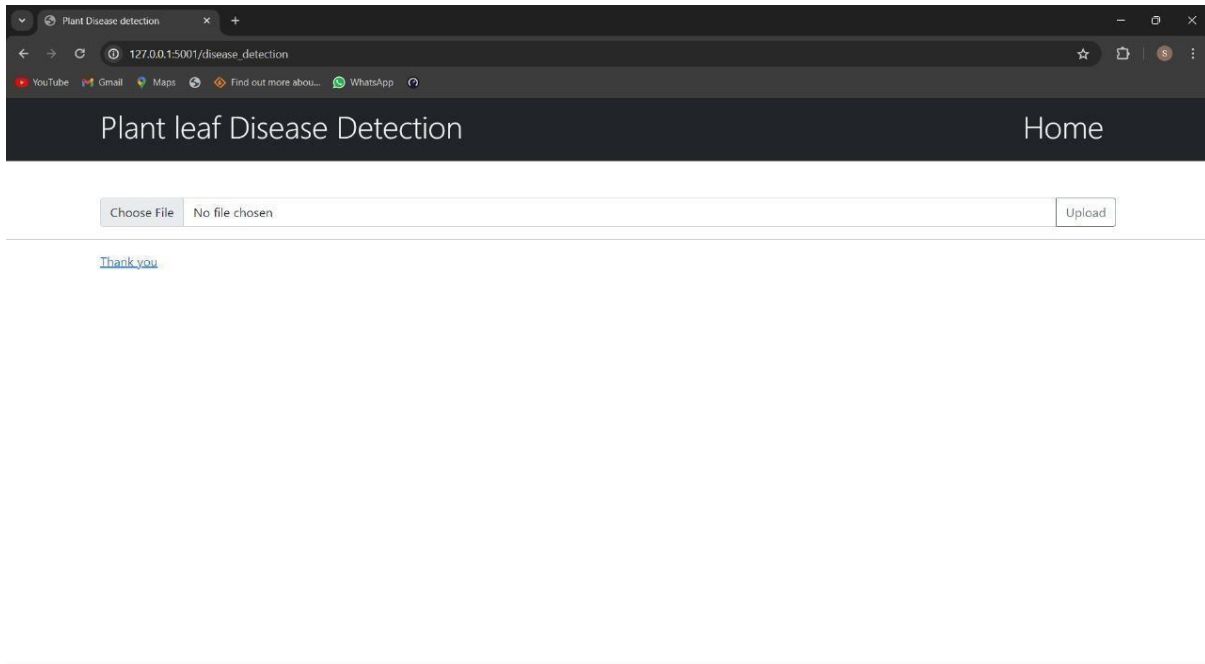 Plant Disease detection
127.0.0.1:5001/disease_detection
YouTube Gmail Maps Find out more abou... WhatsApp
S
Plant leaf Disease Detection Home
Choose File No file chosen Upload
Thank you